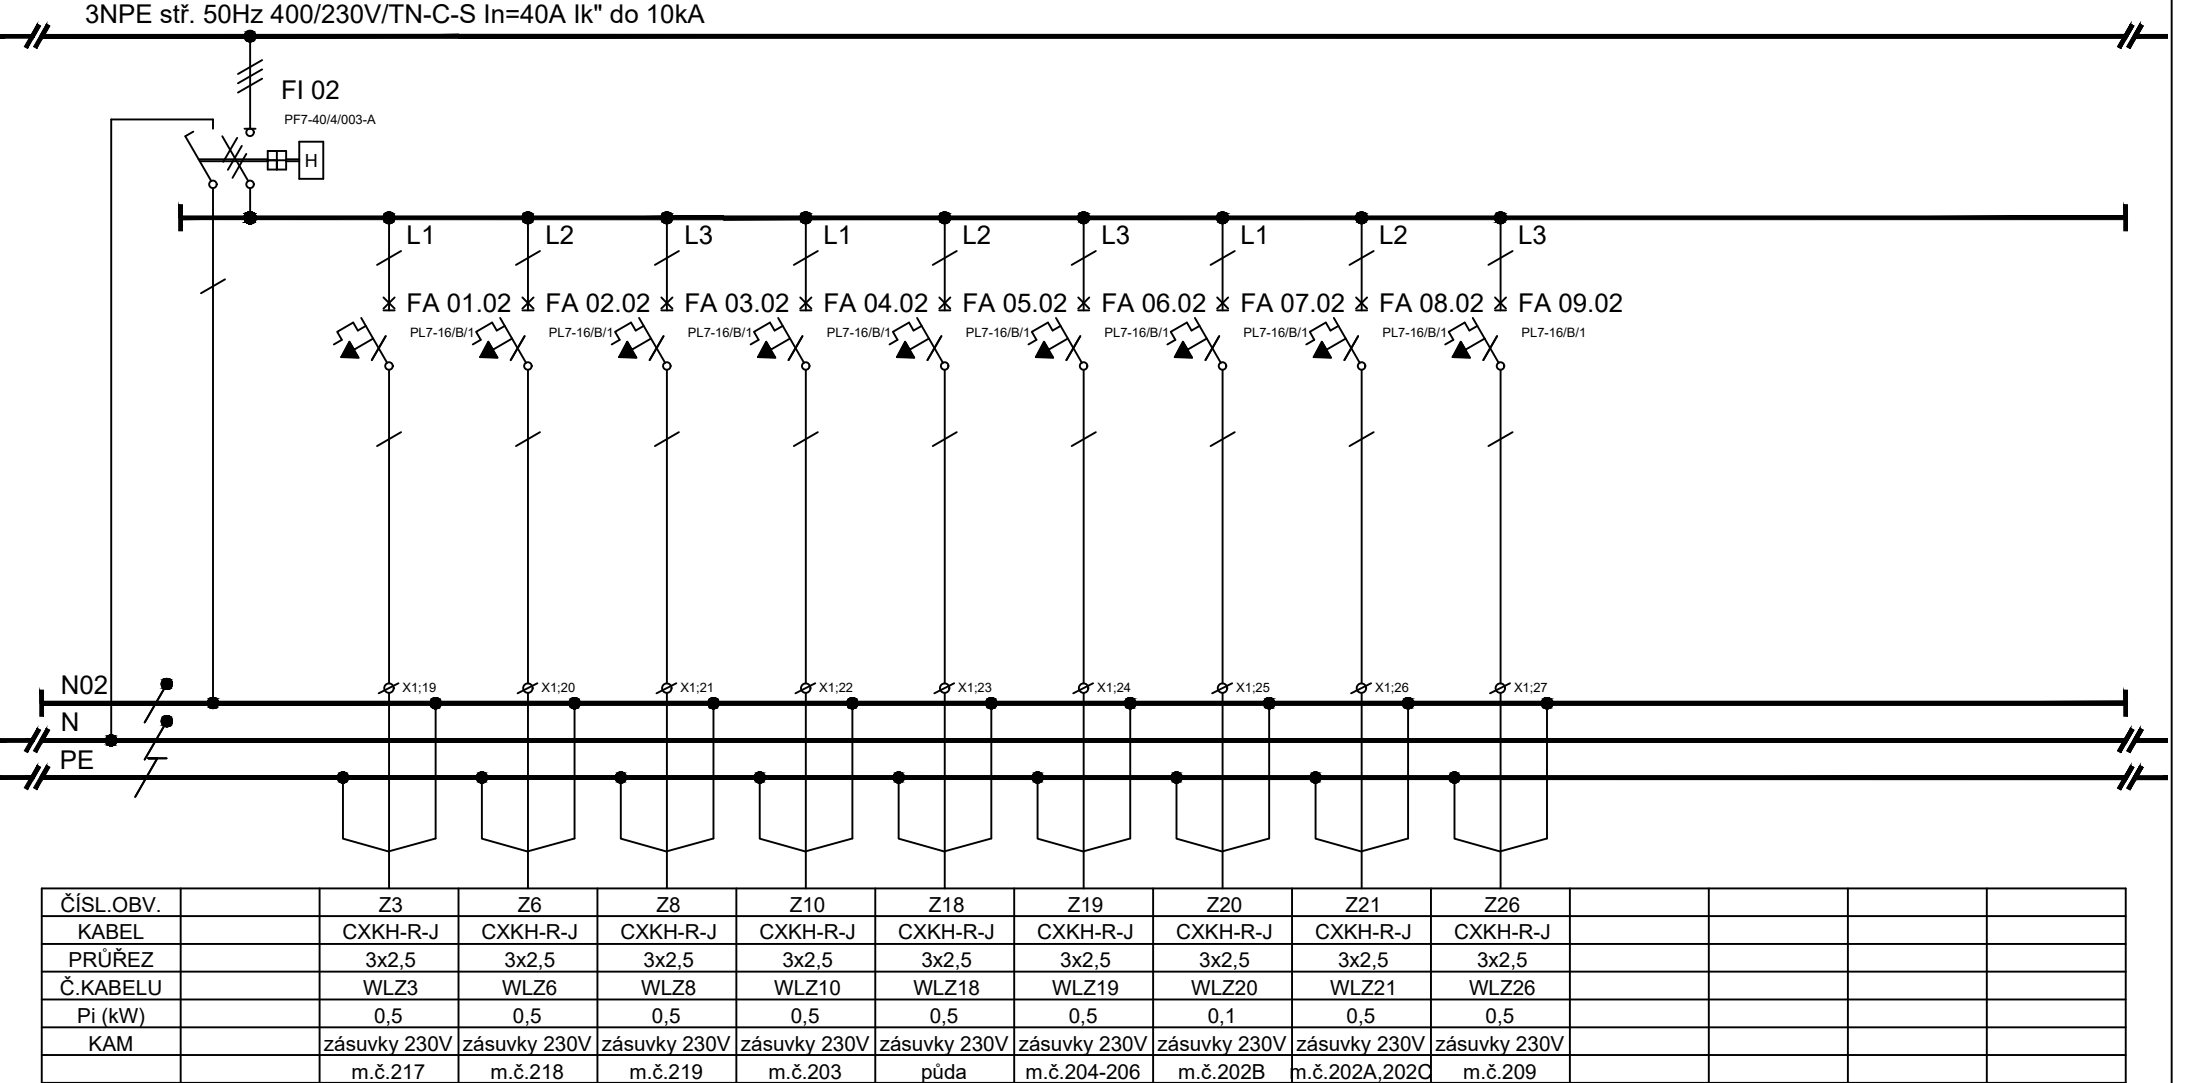 3NPE stř. 50Hz 400/230V/TN-C-S In=40A Ik" do 10kA
FI 02
PF7-40/4/003-A
H
L1 L2 L3 L1 L2 L3 L1 L2 L3
FA 01.02 FA 02.02 FA 03.02 FA 04.02 FA 05.02 FA 06.02 FA 07.02 FA 08.02 FA 09.02
PL7-16/B/1 PL7-16/B/1 PL7-16/B/1 PL7-16/B/1 PL7-16/B/1 PL7-16/B/1 PL7-16/B/1 PL7-16/B/1 PL7-16/B/1
N02 X1;19 X1;20 X1;21 X1;22 X1;23 X1;24 X1;25 X1;26 X1;27
N
PE
ČÍSL.OBV. Z3 Z6 Z8 Z10 Z18 Z19 Z20 Z21 Z26
KABEL CXKH-R-J CXKH-R-J CXKH-R-J CXKH-R-J CXKH-R-J CXKH-R-J CXKH-R-J CXKH-R-J CXKH-R-J
PRŮŘEZ 3x2,5 3x2,5 3x2,5 3x2,5 3x2,5 3x2,5 3x2,5 3x2,5 3x2,5
Č.KABELU WLZ3 WLZ6 WLZ8 WLZ10 WLZ18 WLZ19 WLZ20 WLZ21 WLZ26
Pi (kW) 0,5 0,5 0,5 0,5 0,5 0,5 0,1 0,5 0,5
KAM zásuvky 230V zásuvky 230V zásuvky 230V zásuvky 230V zásuvky 230V zásuvky 230V zásuvky 230V zásuvky 230V zásuvky 230V
m.č.217 m.č.218 m.č.219 m.č.203 půda m.č.204-206 m.č.202B m.č.202A,202C m.č.209